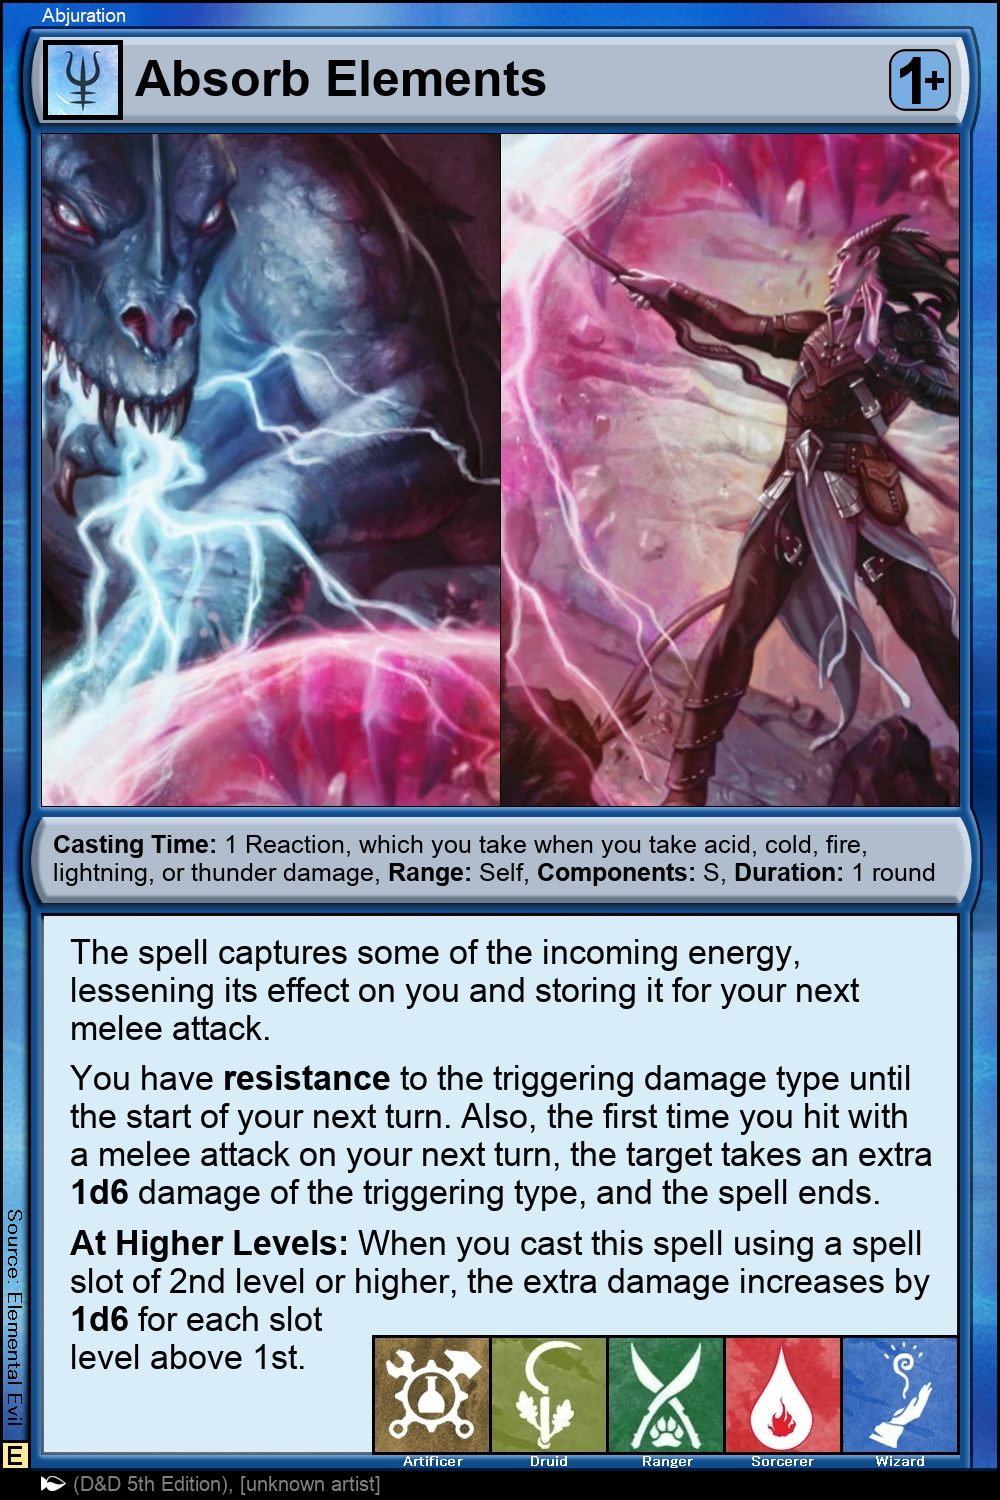 Abjuration
Absorb Elements
1+
Casting Time: 1 Reaction, which you take when you take acid, cold, fire,
lightning, or thunder damage, Range: Self, Components: S, Duration: 1 round
The spell captures some of the incoming energy,
lessening its effect on you and storing it for your next
melee attack.
You have resistance to the triggering damage type until
the start of your next turn. Also, the first time you hit with
a melee attack on your next turn, the target takes an extra
1d6 damage of the triggering type, and the spell ends.
At Higher Levels: When you cast this spell using a spell
slot of 2nd level or higher, the extra damage increases by
1d6 for each slot
level above 1st.
Artificer
Druid
Ranger
Sorcerer
Wizard
Source: Elemental Evil
E
(D&D 5th Edition), [unknown artist]